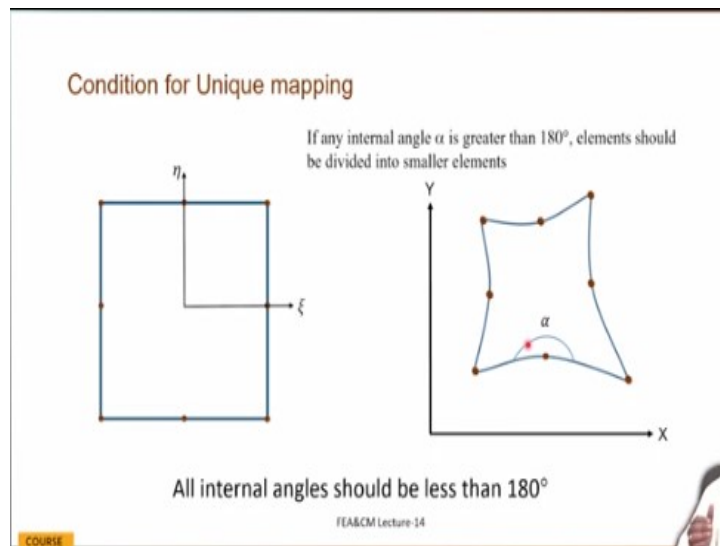 Condition for Unique mapping
If any internal angle α is greater than 180°, elements should
be divided into smaller elements
η
Y
ξ
α
X
All internal angles should be less than 180°
FEA&CM Lecture-14
COURSE